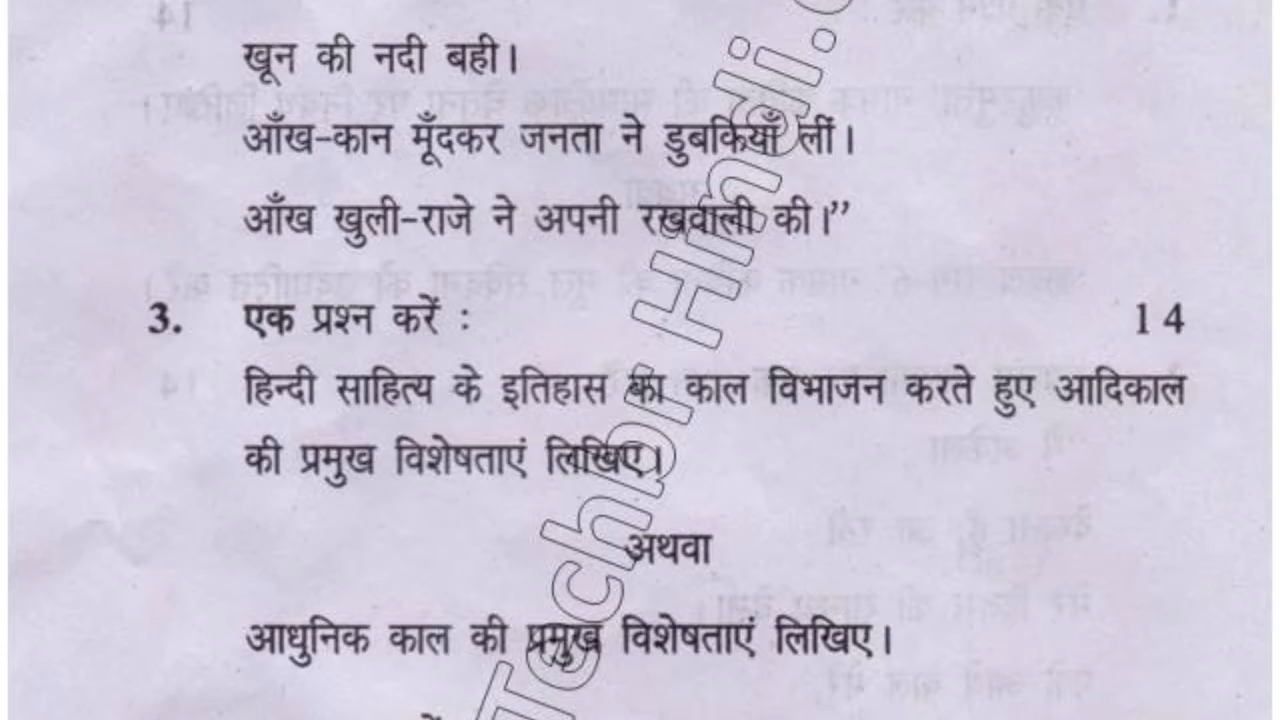 खून की नदी बही।
आँख-कान मूँदकर जनता ने डुबकियाँ लीं।
आँख खुली-राजे ने अपनी रखवाली की।”
3. एक प्रश्न करें : 14
हिन्दी साहित्य के इतिहास का काल विभाजन करते हुए आदिकाल
की प्रमुख विशेषताएं लिखिए।
अथवा
आधुनिक काल की प्रमुख विशेषताएं लिखिए।